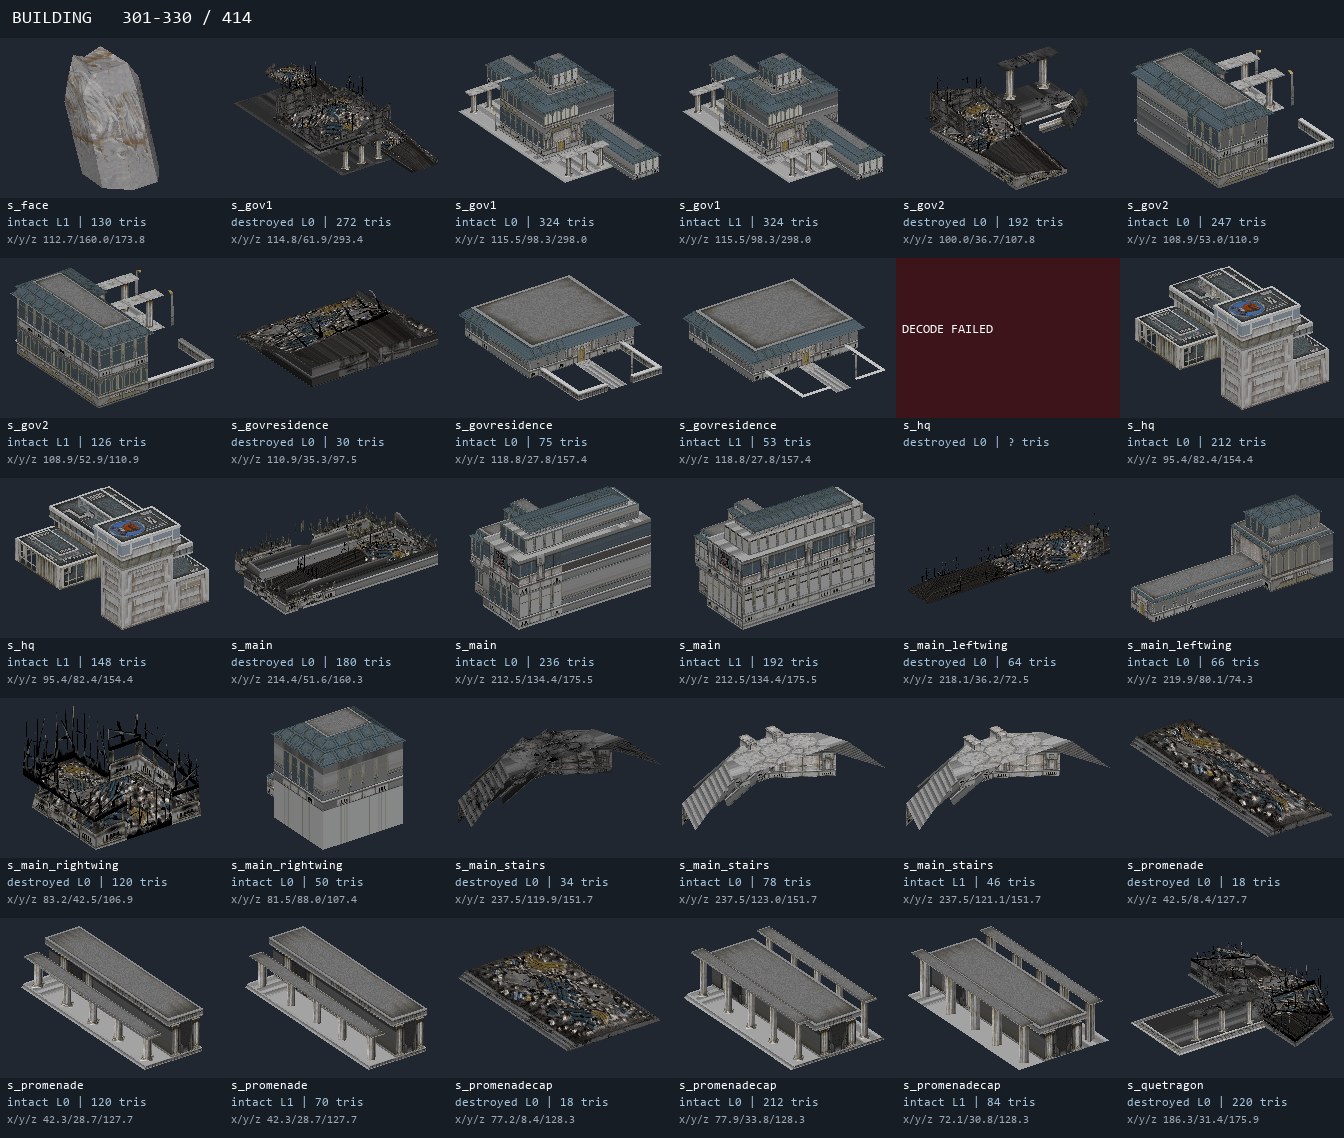 BUILDING 301-330 / 414
s_face
intact L1 | 130 tris
x/y/z 112.7/160.0/173.8
s_gov1
destroyed L0 | 272 tris
x/y/z 114.8/61.9/293.4
s_gov1
intact L0 | 324 tris
x/y/z 115.5/98.3/298.0
s_gov1
intact L1 | 324 tris
x/y/z 115.5/98.3/298.0
s_gov2
destroyed L0 | 192 tris
x/y/z 100.0/36.7/107.8
s_gov2
intact L0 | 247 tris
x/y/z 108.9/53.0/110.9
s_gov2
intact L1 | 126 tris
x/y/z 108.9/52.9/110.9
s_govresidence
destroyed L0 | 30 tris
x/y/z 110.9/35.3/97.5
s_govresidence
intact L0 | 75 tris
x/y/z 118.8/27.8/157.4
s_govresidence
intact L1 | 53 tris
x/y/z 118.8/27.8/157.4
DECODE FAILED
s_hq
destroyed L0 | ? tris
s_hq
intact L0 | 212 tris
x/y/z 95.4/82.4/154.4
s_hq
intact L1 | 148 tris
x/y/z 95.4/82.4/154.4
s_main
destroyed L0 | 180 tris
x/y/z 214.4/51.6/160.3
s_main
intact L0 | 236 tris
x/y/z 212.5/134.4/175.5
s_main
intact L1 | 192 tris
x/y/z 212.5/134.4/175.5
s_main_leftwing
destroyed L0 | 64 tris
x/y/z 218.1/36.2/72.5
s_main_leftwing
intact L0 | 66 tris
x/y/z 219.9/80.1/74.3
s_main_rightwing
destroyed L0 | 120 tris
x/y/z 83.2/42.5/106.9
s_main_rightwing
intact L0 | 50 tris
x/y/z 81.5/88.0/107.4
s_main_stairs
destroyed L0 | 34 tris
x/y/z 237.5/119.9/151.7
s_main_stairs
intact L0 | 78 tris
x/y/z 237.5/123.0/151.7
s_main_stairs
intact L1 | 46 tris
x/y/z 237.5/121.1/151.7
s_promenade
destroyed L0 | 18 tris
x/y/z 42.5/8.4/127.7
s_promenade
intact L0 | 120 tris
x/y/z 42.3/28.7/127.7
s_promenade
intact L1 | 70 tris
x/y/z 42.3/28.7/127.7
s_promenadecap
destroyed L0 | 18 tris
x/y/z 77.2/8.4/128.3
s_promenadecap
intact L0 | 212 tris
x/y/z 77.9/33.8/128.3
s_promenadecap
intact L1 | 84 tris
x/y/z 72.1/30.8/128.3
s_quetragon
destroyed L0 | 220 tris
x/y/z 186.3/31.4/175.9